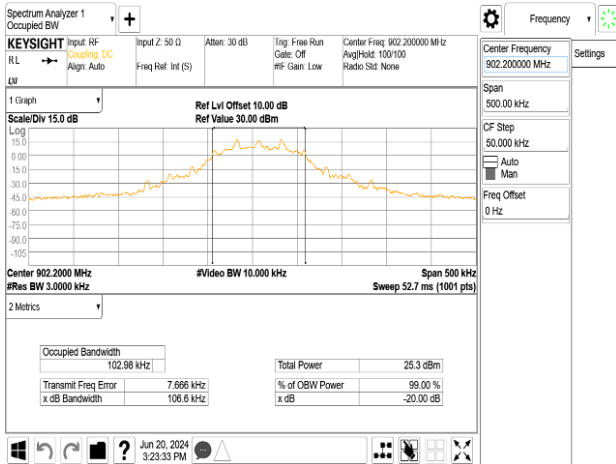 Spectrum Analyzer 1
Occupied BW
Frequency
KEYSIGHT
RL
LXI
Input: RF
Coupling: DC
Align: Auto
Input Z: 50 Ω
Freq Ref: Int (S)
Atten: 30 dB
Trig: Free Run
Gate: Off
#IF Gain: Low
Center Freq: 902.200000 MHz
Avg|Hold: 100/100
Radio Std: None
1 Graph
Scale/Div 15.0 dB
Ref Lvl Offset 10.00 dB
Ref Value 30.00 dBm
Log
15.0
0.00
-15.0
-30.0
-45.0
-60.0
-75.0
-90.0
-105
Center 902.2000 MHz
#Res BW 3.0000 kHz
#Video BW 10.000 kHz
Span 500 kHz
Sweep 52.7 ms (1001 pts)
2 Metrics
Occupied Bandwidth
102.98 kHz
Transmit Freq Error 7.666 kHz
x dB Bandwidth 106.6 kHz
Total Power 25.3 dBm
% of OBW Power 99.00 %
x dB -20.00 dB
Jun 20, 2024
3:23:33 PM
Center Frequency
902.200000 MHz
Settings
Span
500.00 kHz
CF Step
50.000 kHz
Auto
Man
Freq Offset
0 Hz